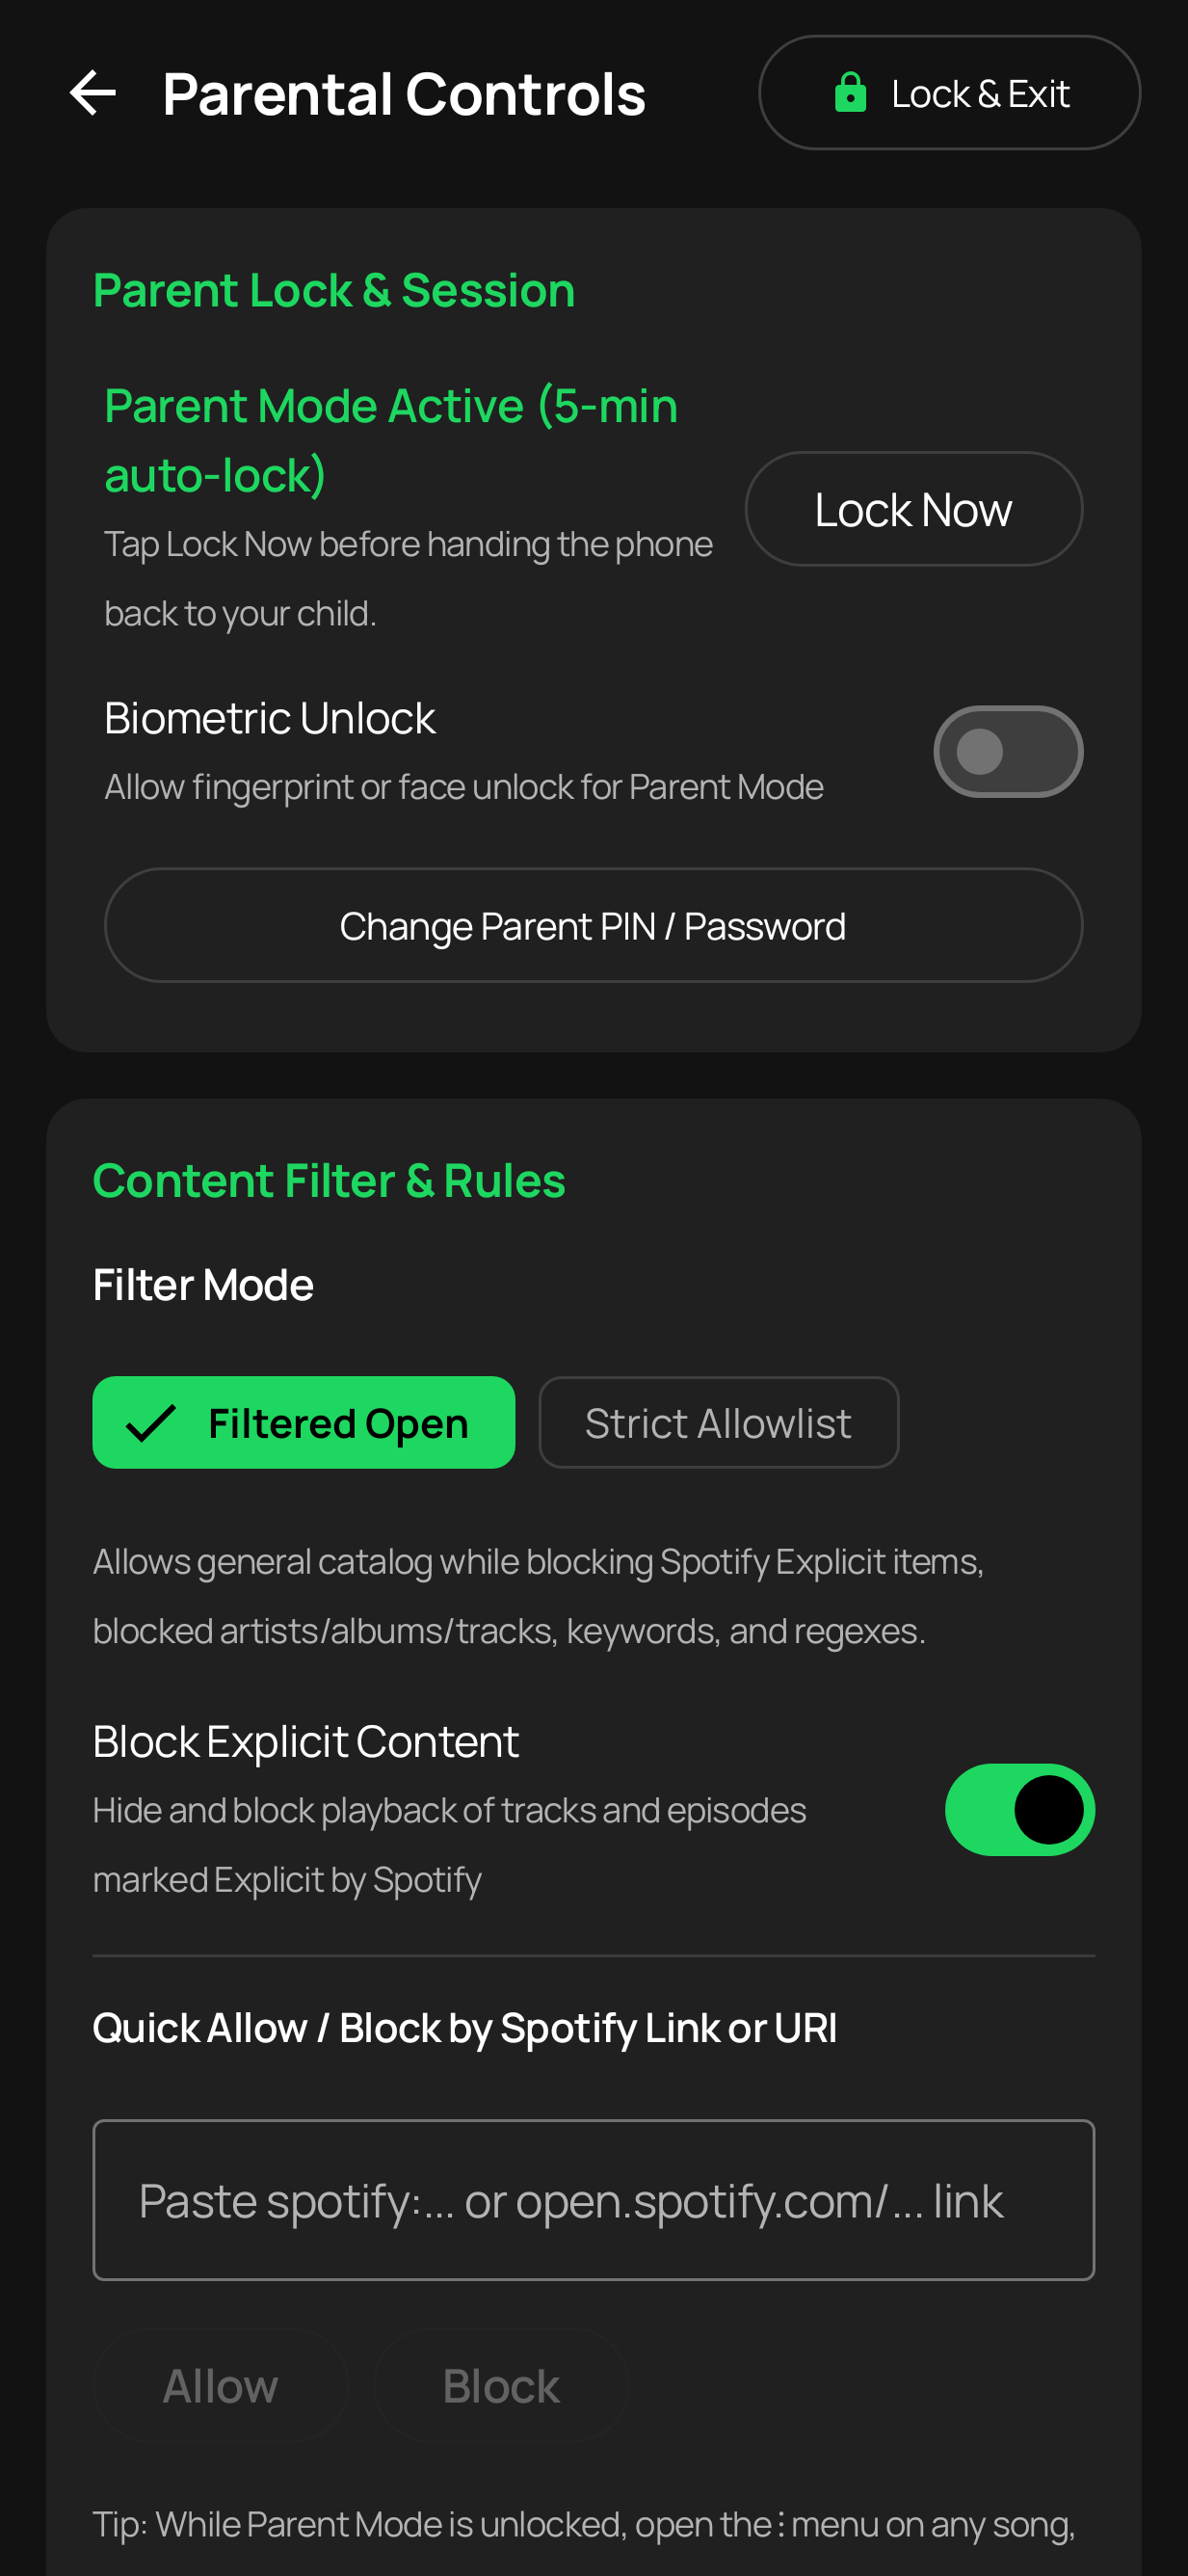 Parental Controls
Lock & Exit
Parent Lock & Session
Parent Mode Active (5-min
auto-lock)
Tap Lock Now before handing the phone
back to your child.
Lock Now
Biometric Unlock
Allow fingerprint or face unlock for Parent Mode
Change Parent PIN / Password
Content Filter & Rules
Filter Mode
Filtered Open
Strict Allowlist
Allows general catalog while blocking Spotify Explicit items,
blocked artists/albums/tracks, keywords, and regexes.
Block Explicit Content
Hide and block playback of tracks and episodes
marked Explicit by Spotify
Quick Allow / Block by Spotify Link or URI
Paste spotify:... or open.spotify.com/... link
Allow
Block
Tip: While Parent Mode is unlocked, open the ⋮ menu on any song,